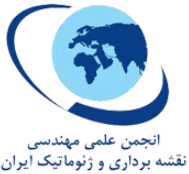 انجمن علمی مهندسی
نقشه برداری و ژئوماتیک ایران